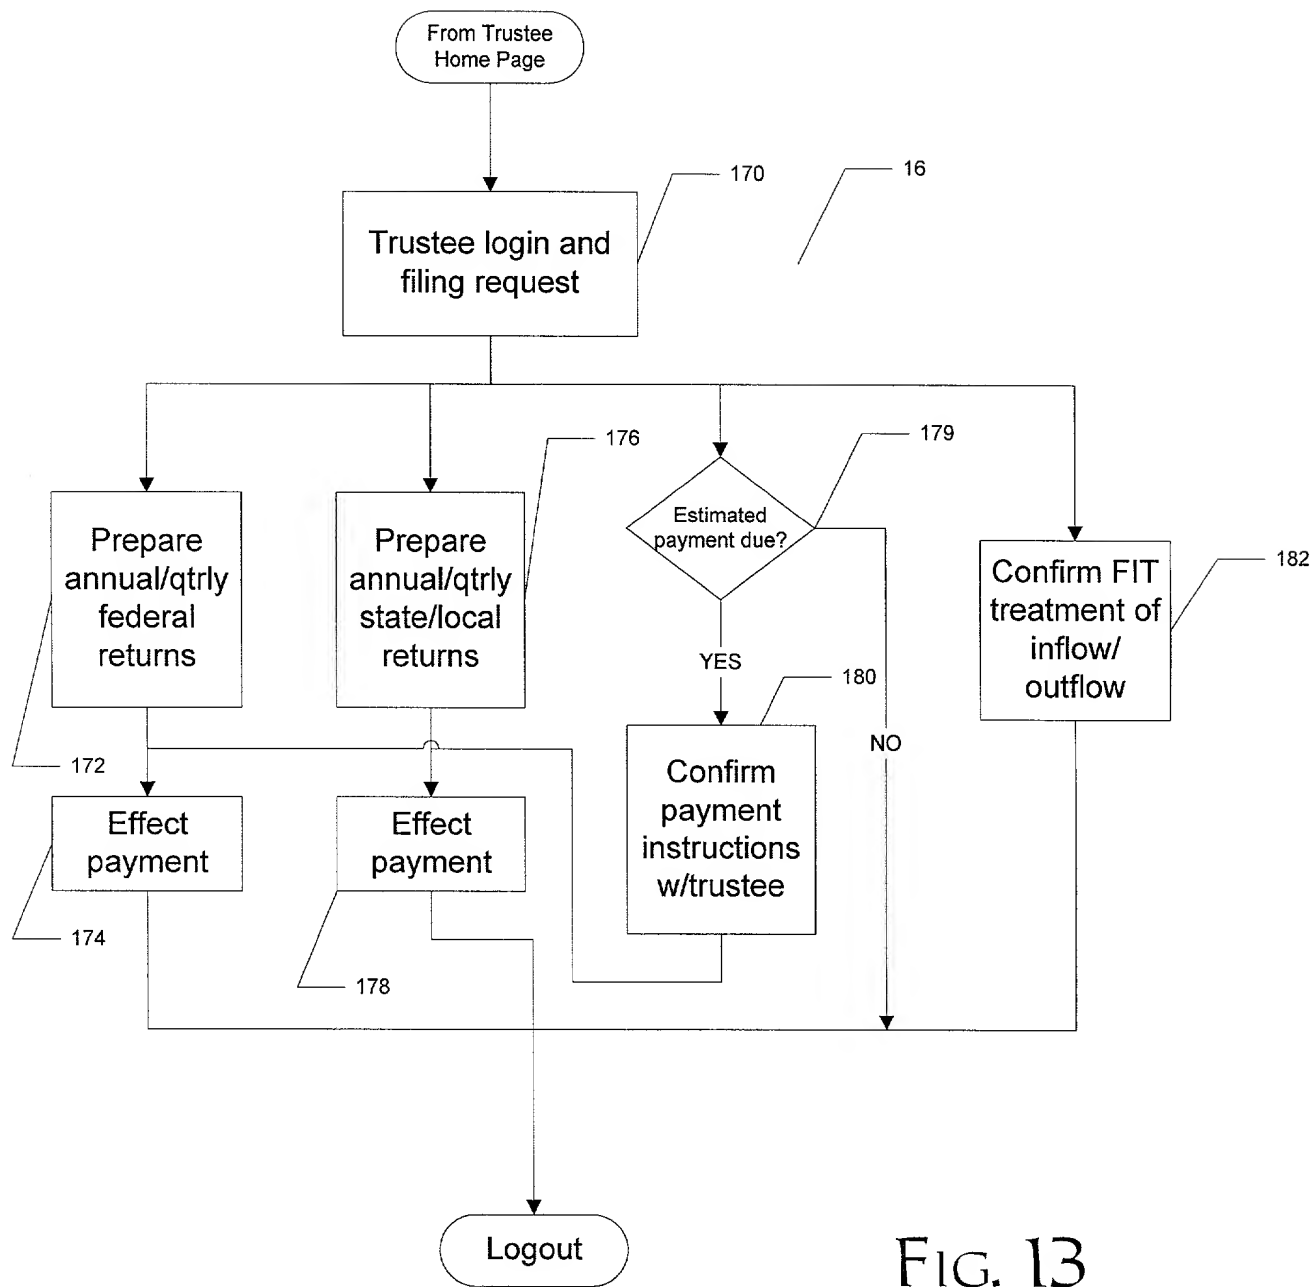 From Trustee
Home Page
170
16
Trustee login and
filing request
176
179
Estimated
payment due?
182
Prepare
annual/qtrly
federal
returns
Prepare
annual/qtrly
state/local
returns
Confirm FIT
treatment of
inflow/
outflow
YES
180
NO
172
Effect
payment
Effect
payment
Confirm
payment
instructions
w/trustee
174
178
Logout
FIG. 13